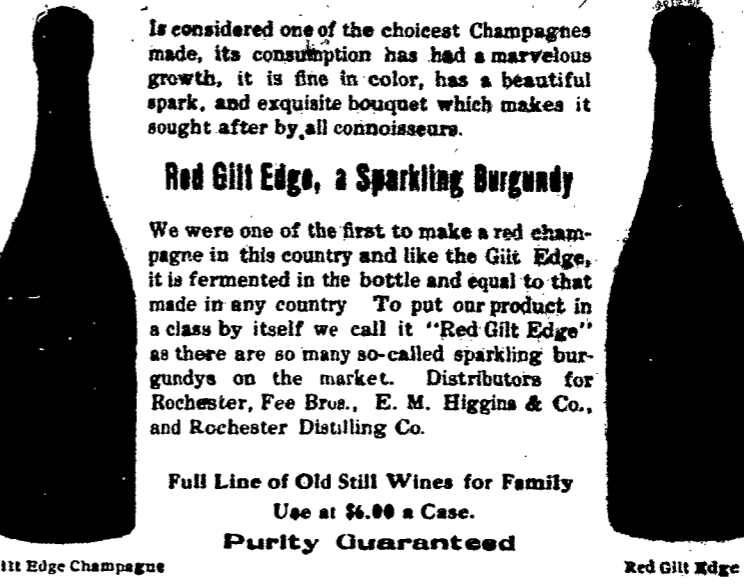 Is considered one of the choicest Champagnes
made, its consumption has had a marvelous
growth, it is fine in color, has a beautiful
spark, and exquisite bouquet which makes it
sought after by all connoisseurs.
Red Gilt Edge, a Sparkling Burgundy
We were one of the first to make a red cham-
pagne in this country and like the Gilt Edge,
it is fermented in the bottle and equal to that
made in any country To put our product in
a class by itself we call it "Red Gilt Edge"
as there are so many so-called sparkling bur-
gundys on the market. Distributors for
Rochester, Fee Bros., E. M. Higgins & Co.,
and Rochester Distilling Co.
Full Line of Old Still Wines for Family
Use at $6.00 a Case.
Purity Guaranteed
ilt Edge Champagne
Red Gilt Edge